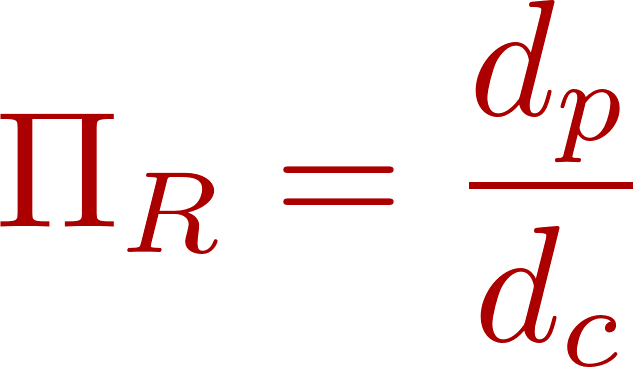 Π_R = d_p / d_c